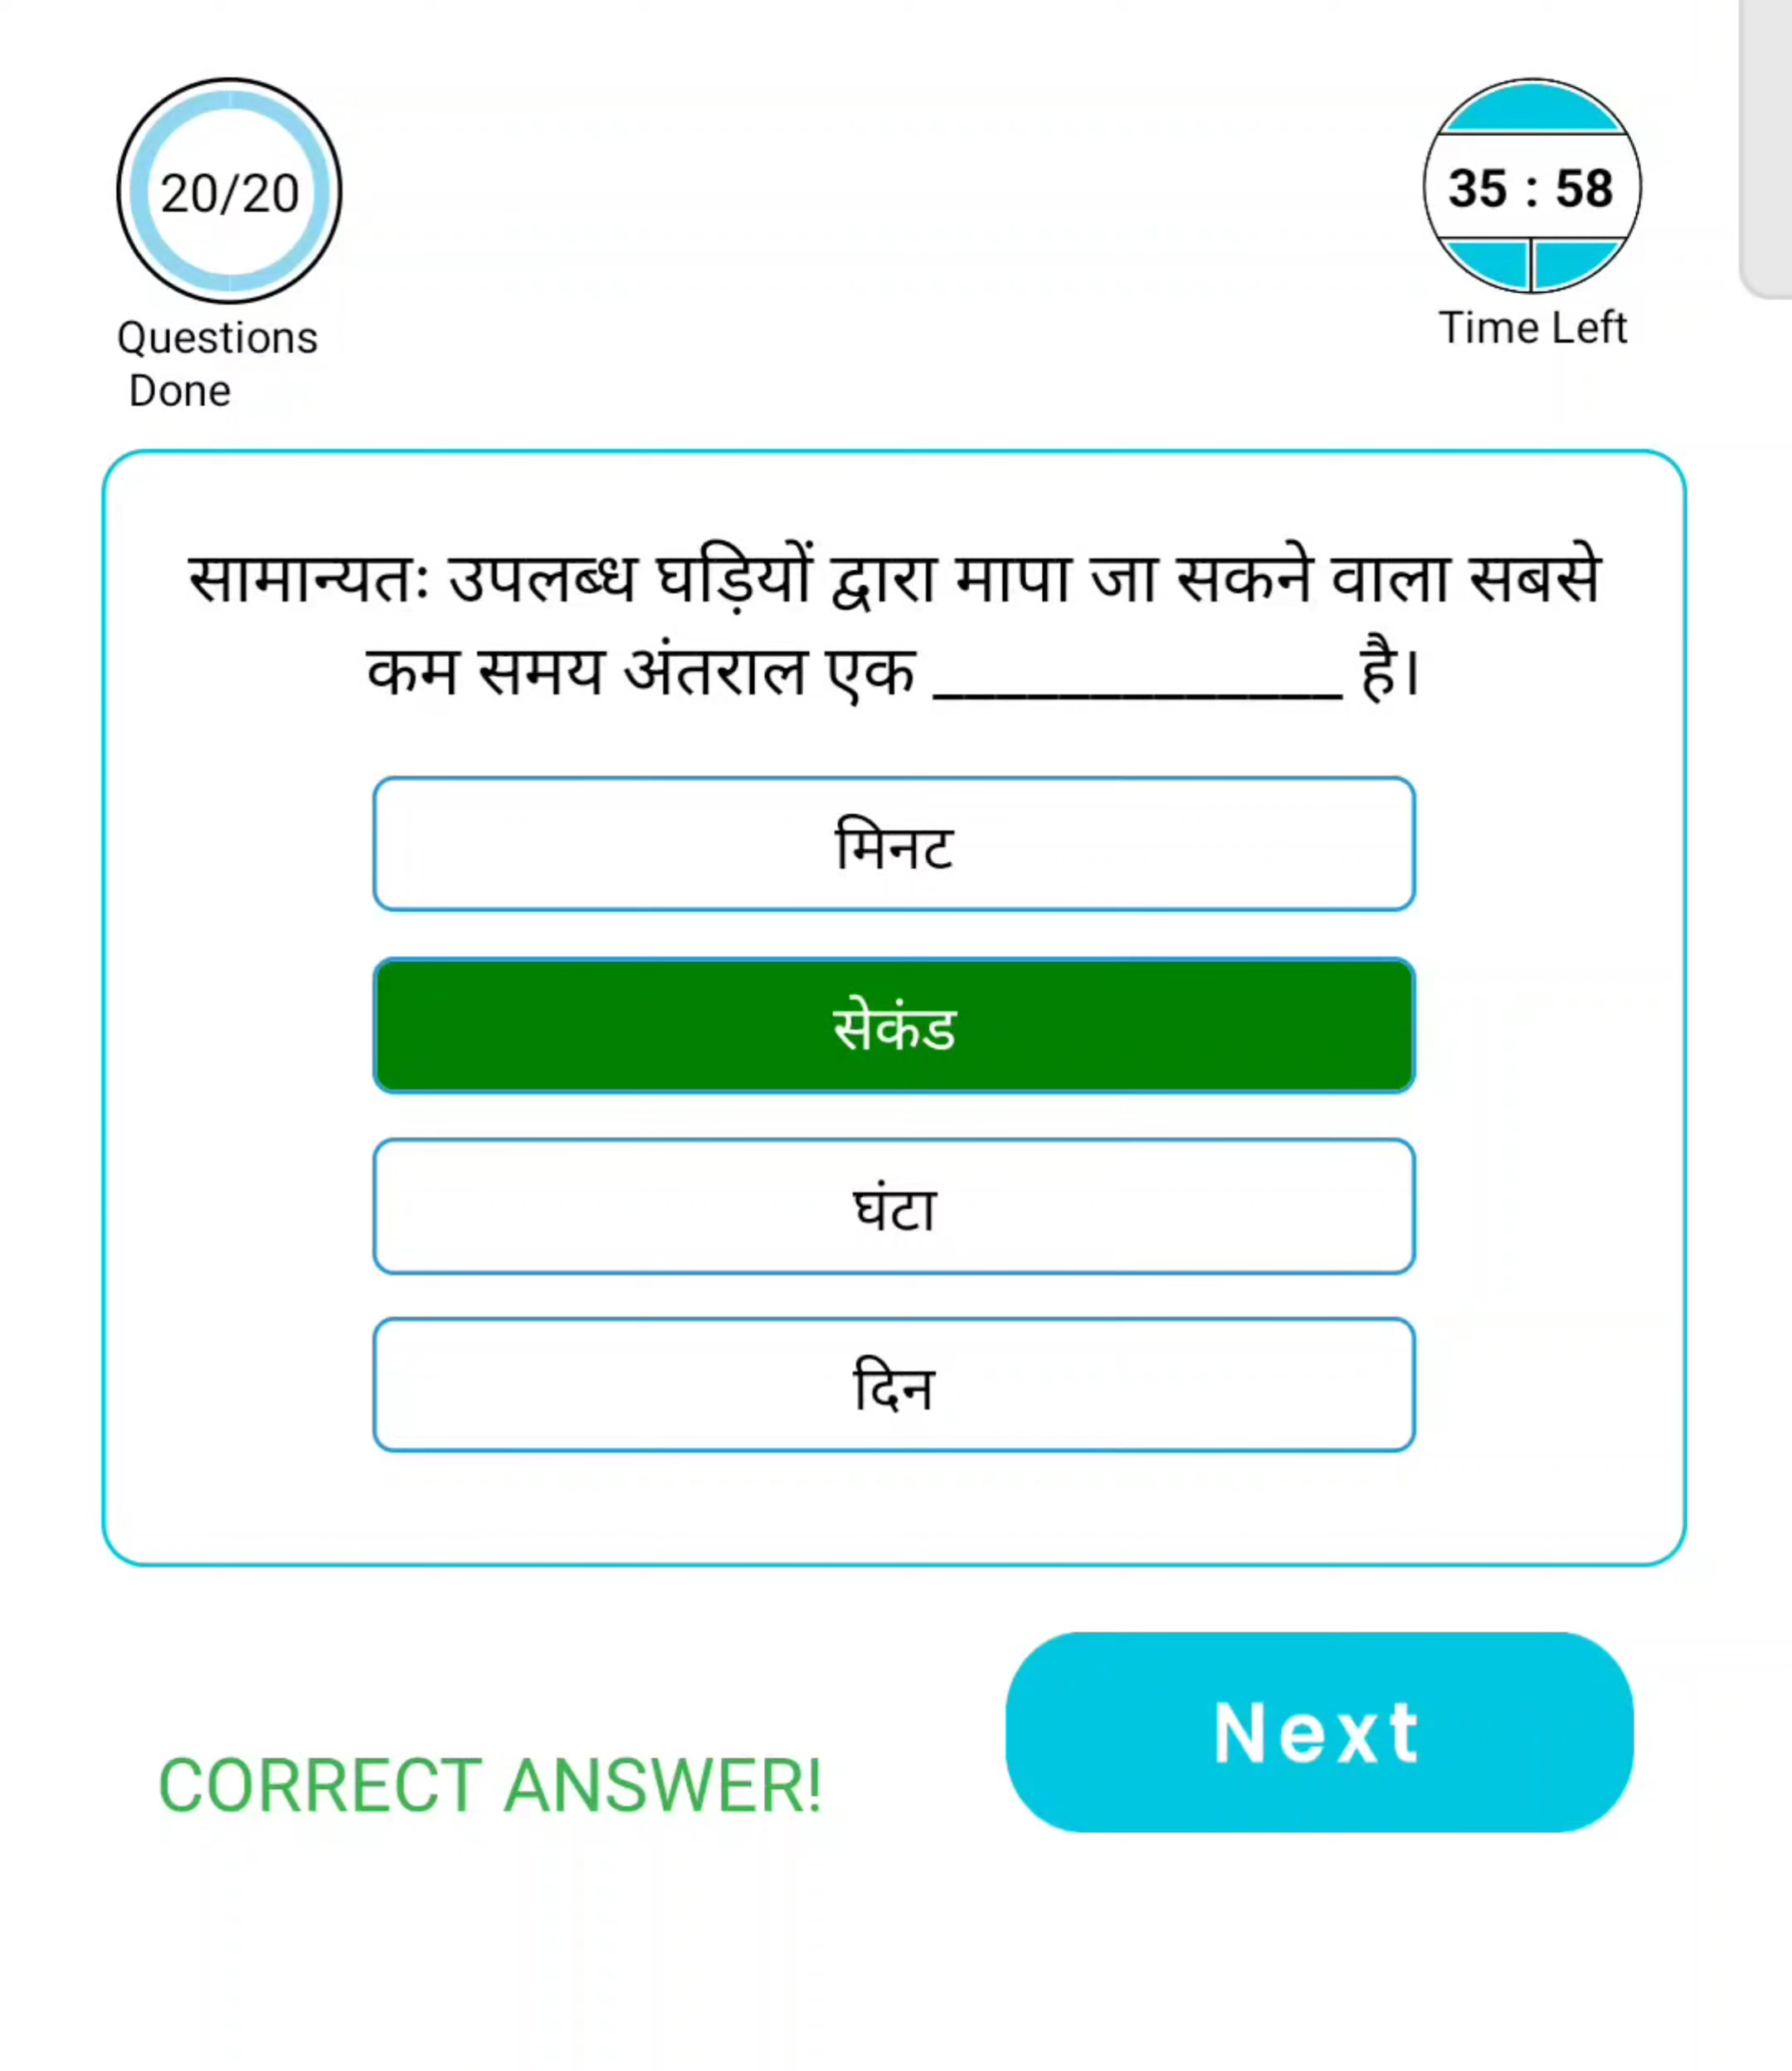 20/20
Questions
Done
35 : 58
Time Left
सामान्यतः उपलब्ध घड़ियों द्वारा मापा जा सकने वाला सबसे
कम समय अंतराल एक _____________ है।
मिनट
सेकंड
घंटा
दिन
CORRECT ANSWER!
Next